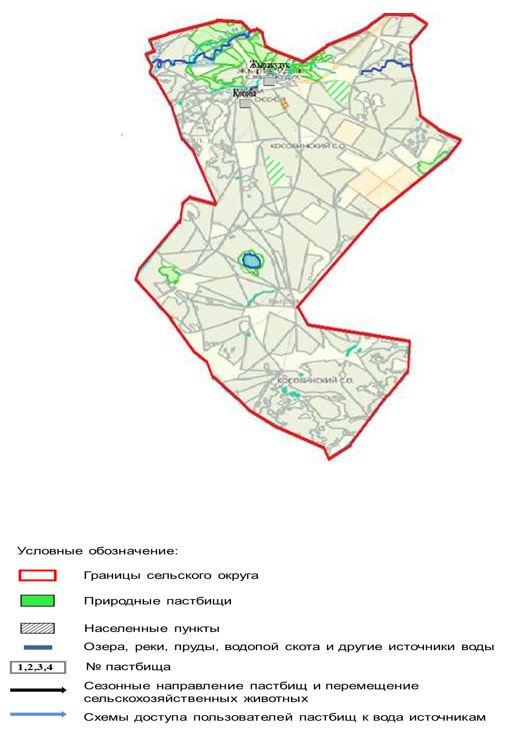 Жыракудук
Кособа
КОСОБИНСКИЙ С.О.
КОСОБИНСКИЙ С.О.
Условные обозначение:
Границы сельского округа
Природные пастбищи
Населенные пункты
Озера, реки, пруды, водопой скота и другие источники воды
1,2,3,4 № пастбища
Сезонные направление пастбищ и перемещение
сельскохозяйственных животных
Схемы доступа пользователей пастбищ к вода источникам